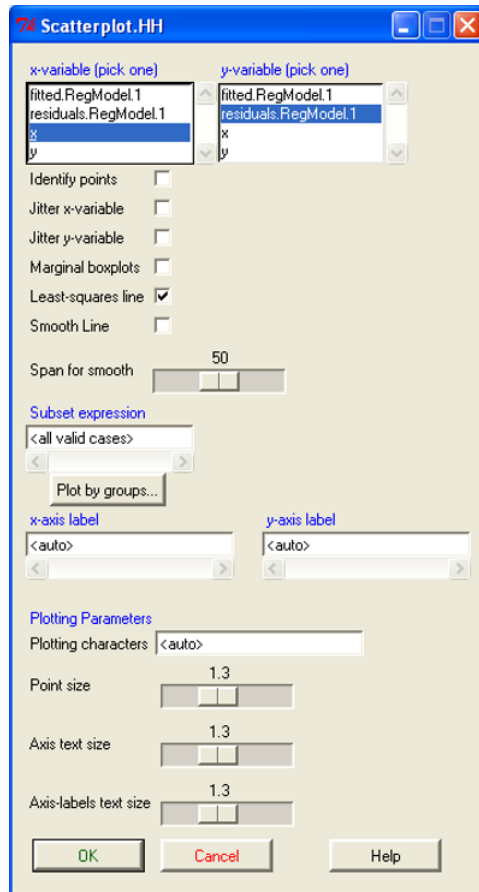 Scatterplot.HH
x-variable (pick one) y-variable (pick one)
fitted.RegModel.1 fitted.RegModel.1
residuals.RegModel.1 residuals.RegModel.1
x x
y y
Identify points
Jitter x-variable
Jitter y-variable
Marginal boxplots
Least-squares line
Smooth Line
50
Span for smooth
Subset expression
<all valid cases>
Plot by groups...
x-axis label y-axis label
<auto> <auto>
Plotting Parameters
Plotting characters <auto>
1.3
Point size
1.3
Axis text size
1.3
Axis-labels text size
OK Cancel Help